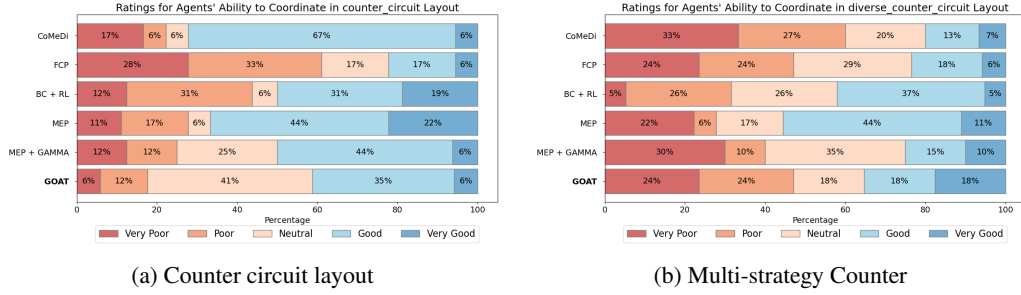 Ratings for Agents' Ability to Coordinate in counter_circuit Layout
CoMeDi 17% 6% 6% 67% 6%
FCP 28% 33% 17% 17% 6%
BC + RL 12% 31% 6% 31% 19%
MEP 11% 17% 6% 44% 22%
MEP + GAMMA 12% 12% 25% 44% 6%
GOAT 6% 12% 41% 35% 6%
0 20 40 60 80 100
Percentage
Very Poor Poor Neutral Good Very Good
(a) Counter circuit layout
Ratings for Agents' Ability to Coordinate in diverse_counter_circuit Layout
CoMeDi 33% 27% 20% 13% 7%
FCP 24% 24% 29% 18% 6%
BC + RL 5% 26% 26% 37% 5%
MEP 22% 6% 17% 44% 11%
MEP + GAMMA 30% 10% 35% 15% 10%
GOAT 24% 24% 18% 18% 18%
0 20 40 60 80 100
Percentage
Very Poor Poor Neutral Good Very Good
(b) Multi-strategy Counter